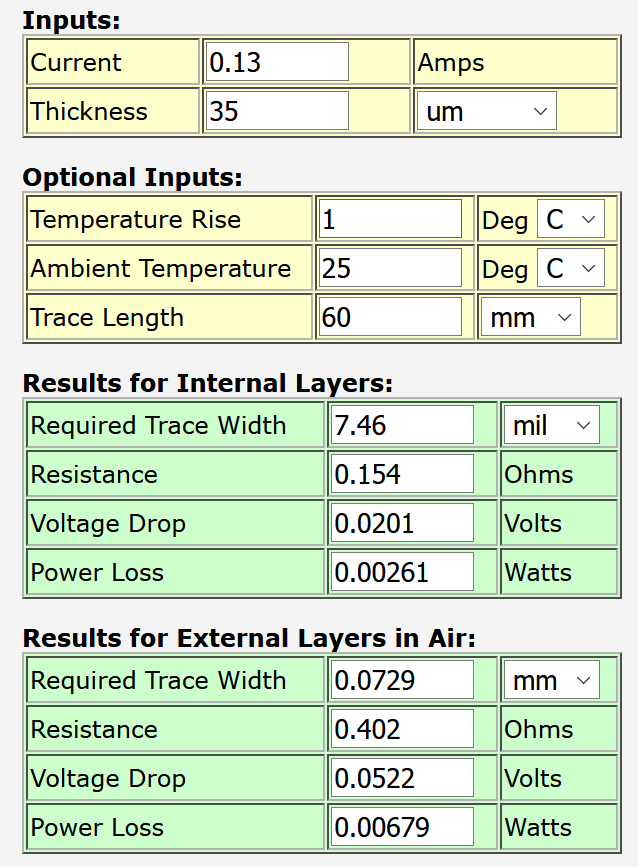 Inputs:
Current 0.13 Amps
Thickness 35 um
Optional Inputs:
Temperature Rise 1 Deg C
Ambient Temperature 25 Deg C
Trace Length 60 mm
Results for Internal Layers:
Required Trace Width 7.46 mil
Resistance 0.154 Ohms
Voltage Drop 0.0201 Volts
Power Loss 0.00261 Watts
Results for External Layers in Air:
Required Trace Width 0.0729 mm
Resistance 0.402 Ohms
Voltage Drop 0.0522 Volts
Power Loss 0.00679 Watts